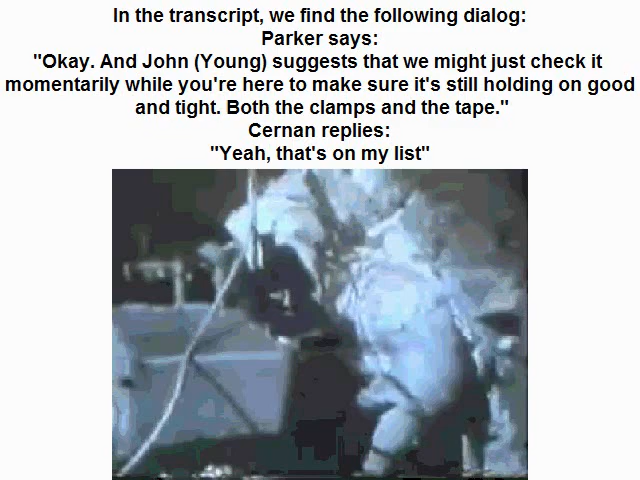 In the transcript, we find the following dialog:
Parker says:
"Okay. And John (Young) suggests that we might just check it
momentarily while you're here to make sure it's still holding on good
and tight. Both the clamps and the tape."
Cernan replies:
"Yeah, that's on my list"